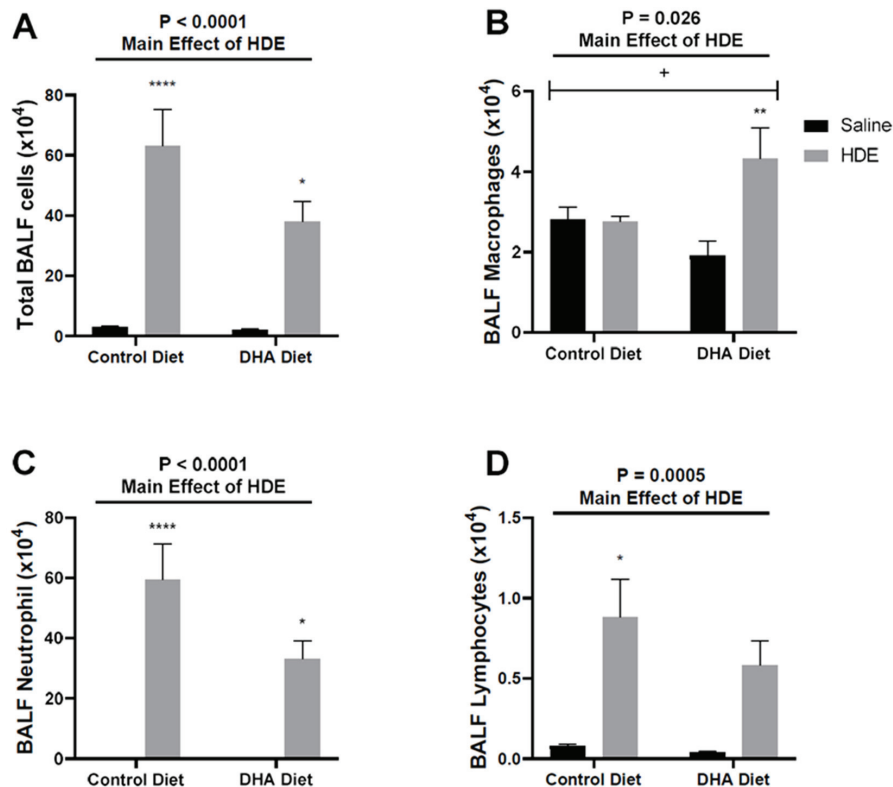 A
P < 0.0001
Main Effect of HDE
Total BALF cells (x10⁴)
80
60
40
20
0
****
*
Control Diet
DHA Diet
B
P = 0.026
Main Effect of HDE
+
BALF Macrophages (x10⁴)
6
4
2
0
**
Control Diet
DHA Diet
Saline
HDE
C
P < 0.0001
Main Effect of HDE
BALF Neutrophil (x10⁴)
80
60
40
20
0
****
*
Control Diet
DHA Diet
D
P = 0.0005
Main Effect of HDE
BALF Lymphocytes (x10⁴)
1.5
1.0
0.5
0.0
*
Control Diet
DHA Diet